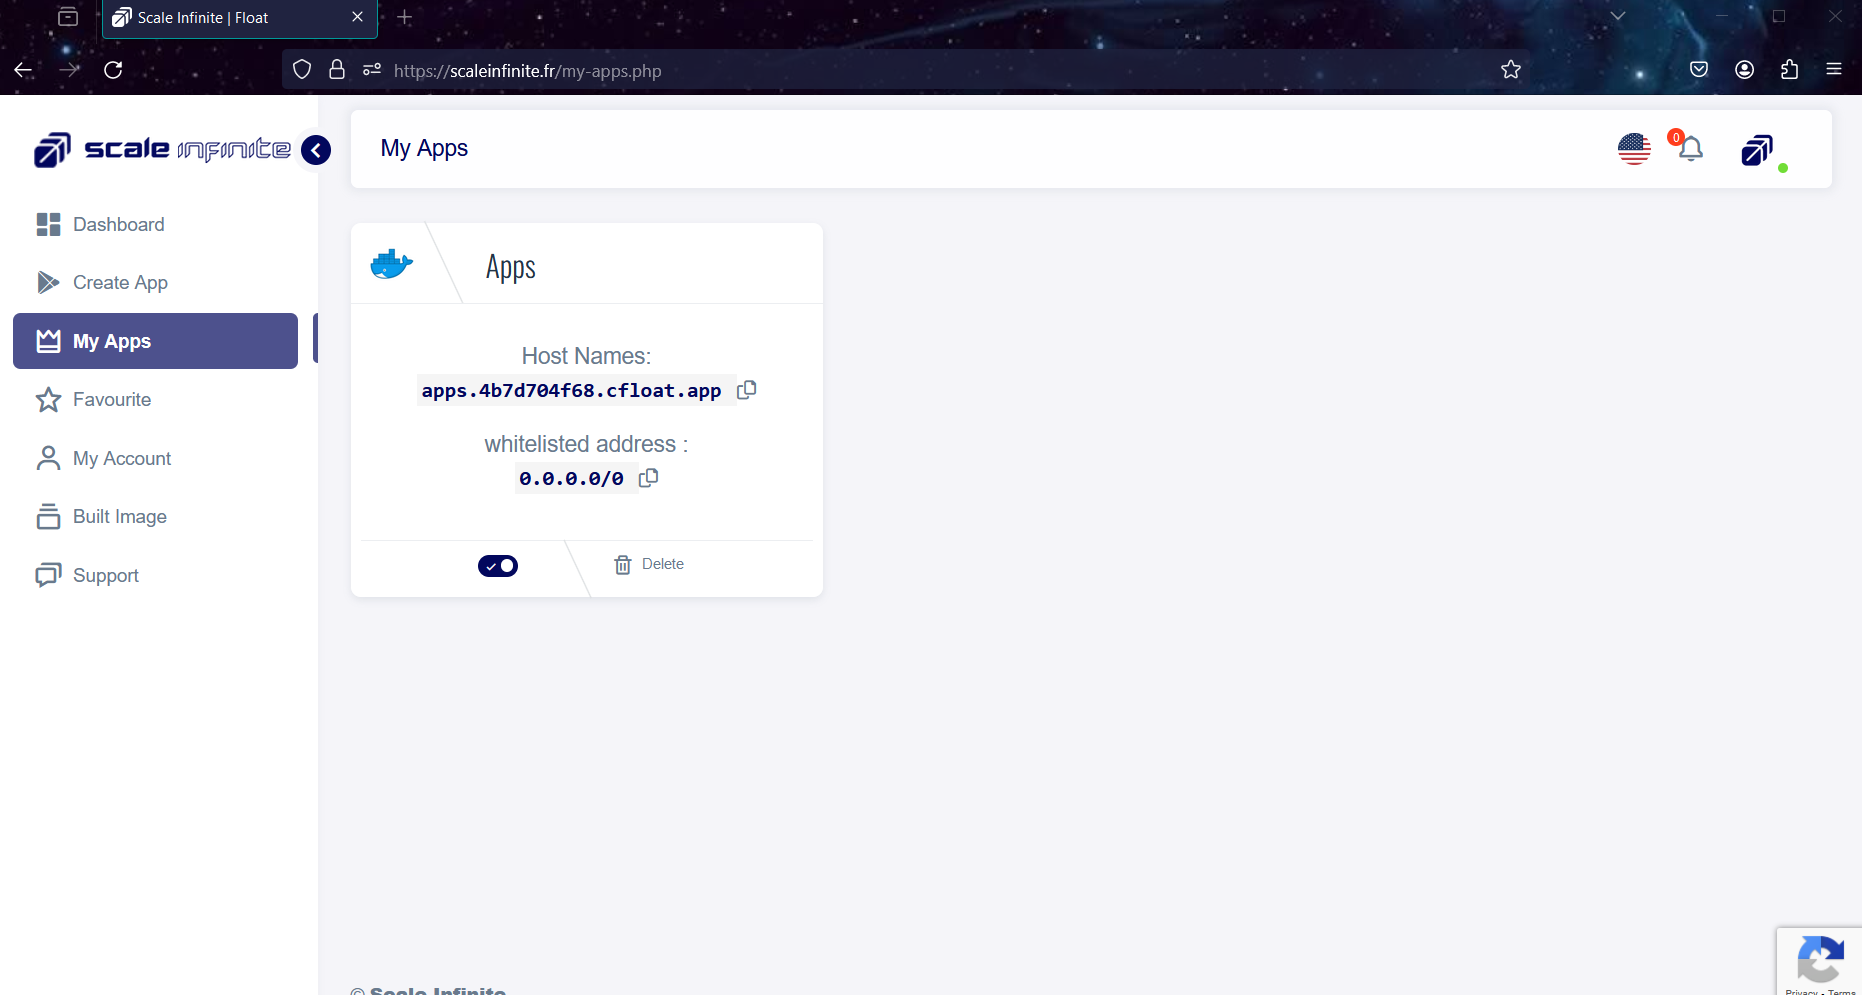 Scale Infinite | Float
https://scaleinfinite.fr/my-apps.php
scale infinite
My Apps
0
Dashboard
Create App
My Apps
Favourite
My Account
Built Image
Support
Apps
Host Names:
apps.4b7d704f68.cfloat.app
whitelisted address :
0.0.0.0/0
Delete
© Scale Infinite
Privacy - Terms